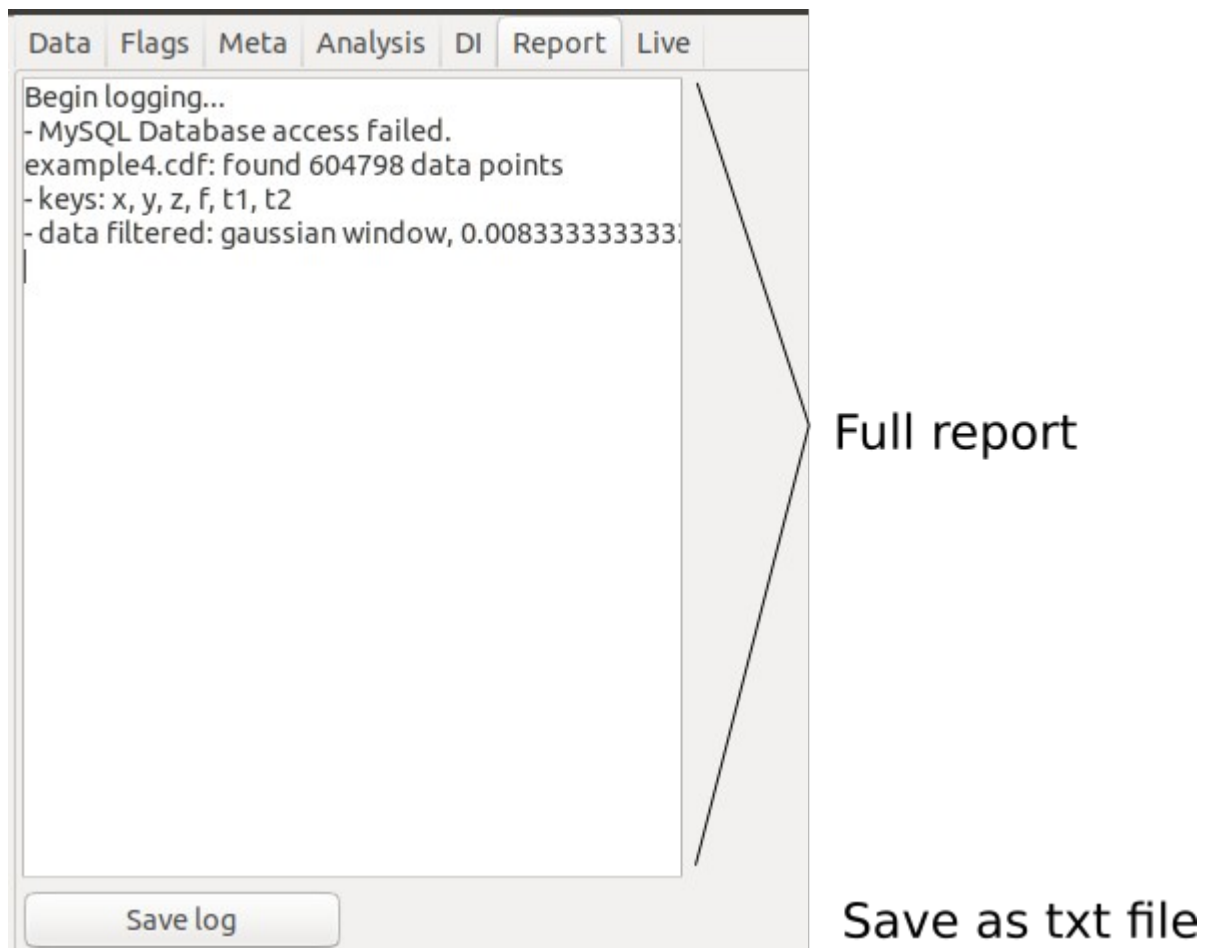 Data Flags Meta Analysis DI Report Live
Begin logging...
- MySQL Database access failed.
example4.cdf: found 604798 data points
- keys: x, y, z, f, t1, t2
- data filtered: gaussian window, 0.008333333333
Full report
Save log
Save as txt file